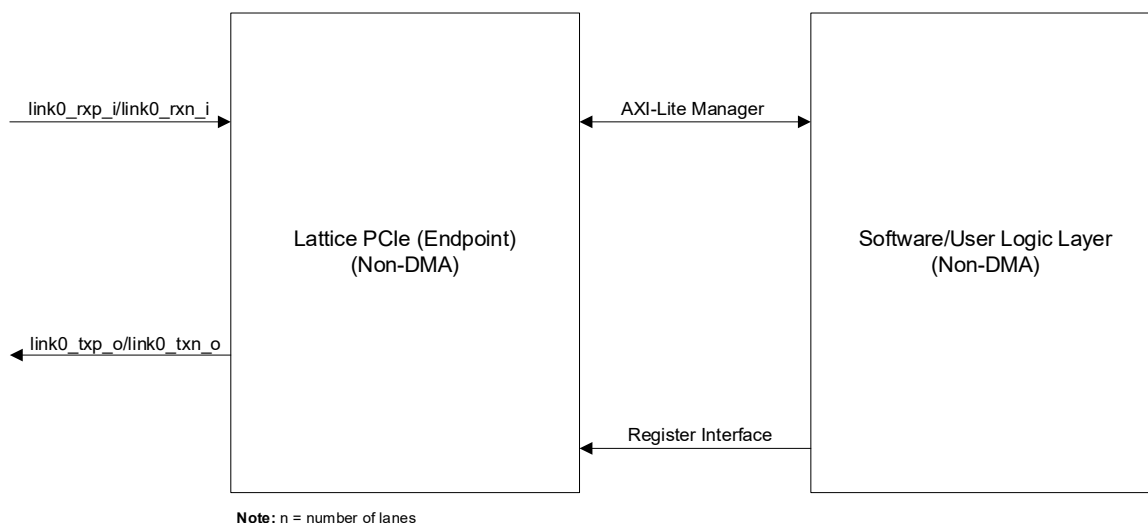 link0_rxp_i/link0_rxn_i
AXI-Lite Manager
Lattice PCIe (Endpoint)
(Non-DMA)
Software/User Logic Layer
(Non-DMA)
link0_txp_o/link0_txn_o
Register Interface
Note: n = number of lanes